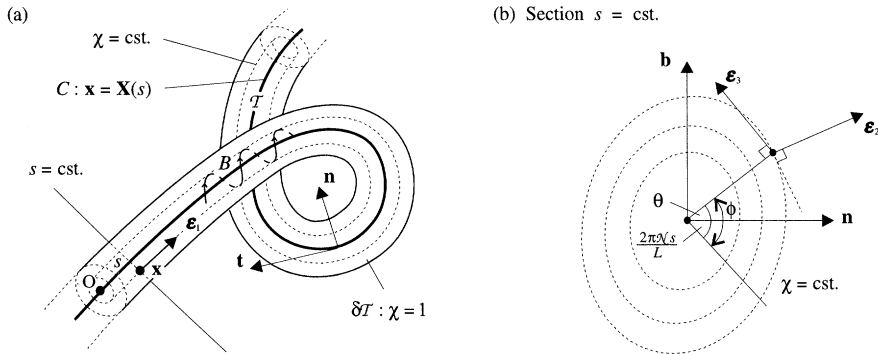 (a)
χ = cst.
C : x = X(s)
𝒯
s = cst.
B
n
ε₁
s
x
O
t
δ𝒯 : χ = 1
(b) Section s = cst.
b
ε₃
ε₂
θ
ϕ
n
2π𝒩s
L
χ = cst.